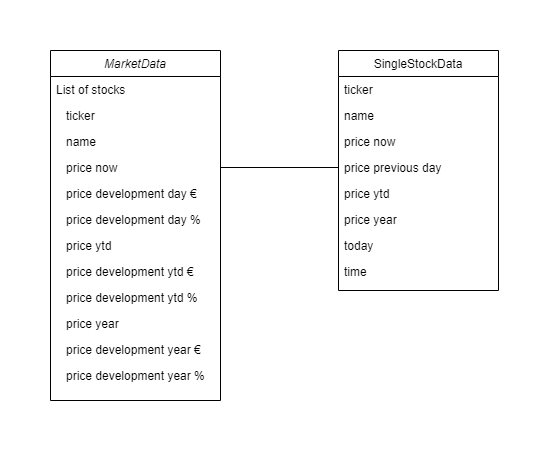 MarketData
List of stocks
ticker
name
price now
price development day €
price development day %
price ytd
price development ytd €
price development ytd %
price year
price development year €
price development year %
SingleStockData
ticker
name
price now
price previous day
price ytd
price year
today
time